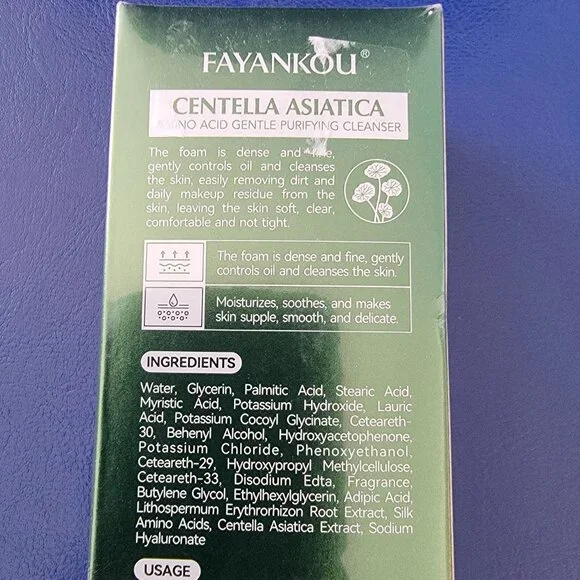 FAYANKOU®
CENTELLA ASIATICA
ACID GENTLE PURIFYING CLEANSER
The foam is dense and fine,
gently controls oil and cleanses
the skin, easily removing dirt and
daily makeup residue from the
skin, leaving the skin soft, clear,
comfortable and not tight.
The foam is dense and fine, gently
controls oil and cleanses the skin.
Moisturizes, soothes, and makes
skin supple, smooth, and delicate.
INGREDIENTS
Water, Glycerin, Palmitic Acid, Stearic Acid,
Myristic Acid, Potassium Hydroxide, Lauric
Acid, Potassium Cocoyl Glycinate, Ceteareth-
30, Behenyl Alcohol, Hydroxyacetophenone,
Potassium Chloride, Phenoxyethanol,
Ceteareth-29, Hydroxypropyl Methylcellulose,
Ceteareth-33, Disodium Edta, Fragrance,
Butylene Glycol, Ethylhexylglycerin, Adipic Acid,
Lithospermum Erythrorhizon Root Extract, Silk
Amino Acids, Centella Asiatica Extract, Sodium
Hyaluronate
USAGE